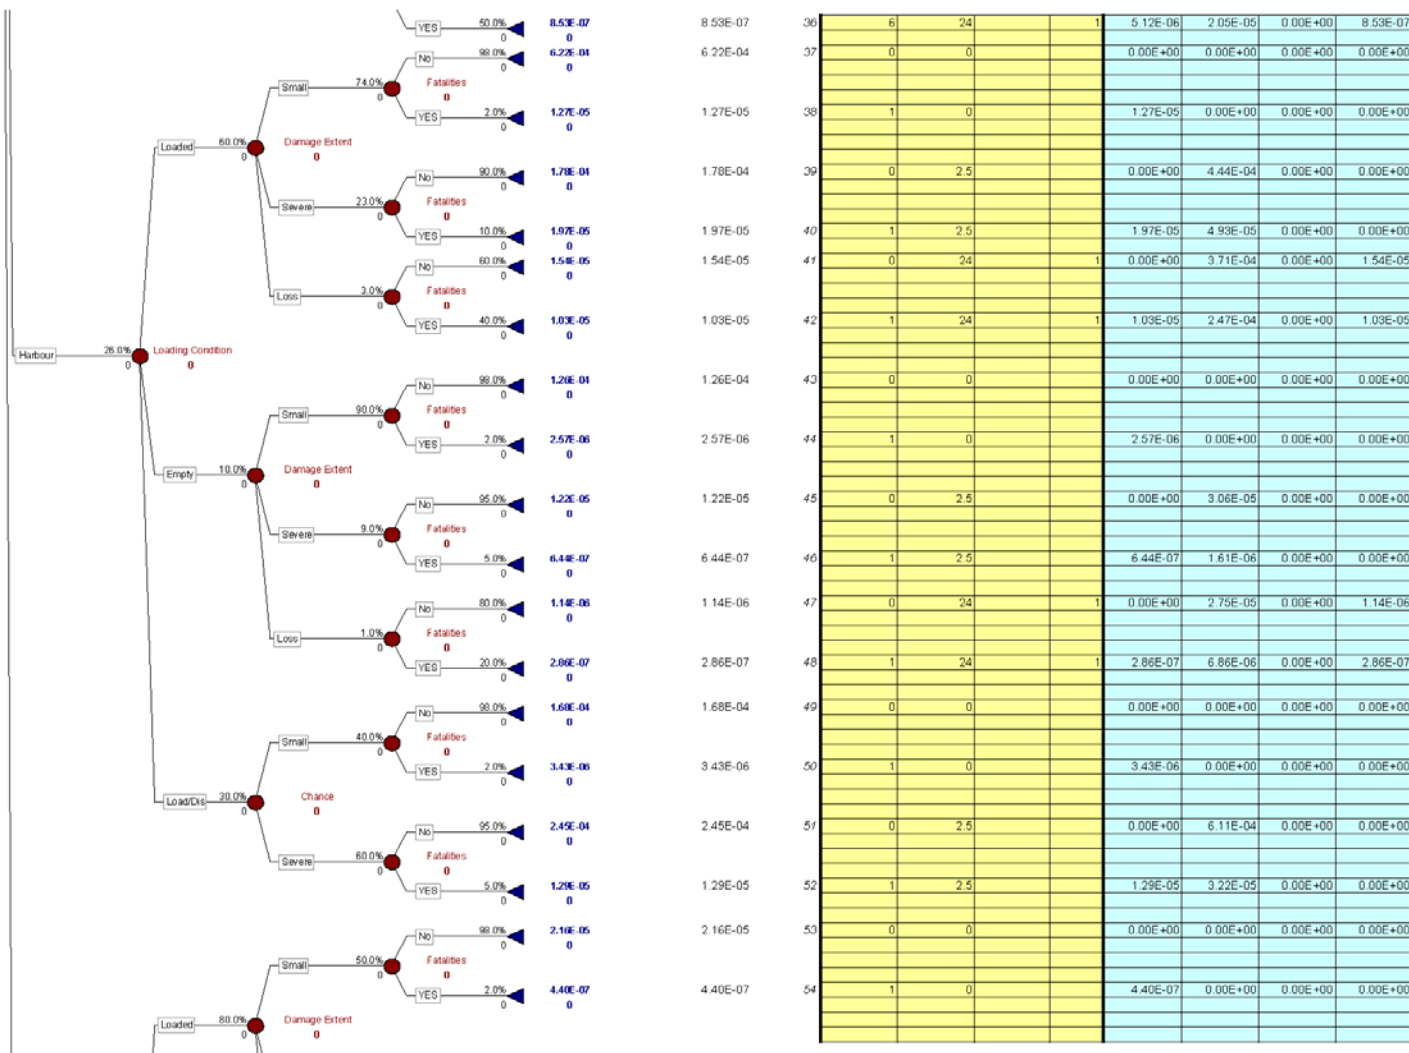 YES 50.0% 8.53E-07 8.53E-07 36 6 24 1 5.12E-06 2.05E-05 0.00E+00 8.53E-07
0 0
No 98.0% 6.22E-04 6.22E-04 37 0 0 0.00E+00 0.00E+00 0.00E+00 0.00E+00
0 0
Small 74.0% Fatalities
0 0
YES 2.0% 1.27E-05 1.27E-05 38 1 0 1.27E-05 0.00E+00 0.00E+00 0.00E+00
0 0
Loaded 60.0% Damage Extent
0 0
No 90.0% 1.78E-04 1.78E-04 39 0 2.5 0.00E+00 4.44E-04 0.00E+00 0.00E+00
0 0
Severe 23.0% Fatalities
0 0
YES 10.0% 1.97E-05 1.97E-05 40 1 2.5 1.97E-05 4.93E-05 0.00E+00 0.00E+00
0 0
No 60.0% 1.54E-05 1.54E-05 41 0 24 1 0.00E+00 3.71E-04 0.00E+00 1.54E-05
0 0
Loss 3.0% Fatalities
0 0
YES 40.0% 1.03E-05 1.03E-05 42 1 24 1 1.03E-05 2.47E-04 0.00E+00 1.03E-05
0 0
Harbour 26.0% Loading Condition
0 0
No 98.0% 1.26E-04 1.26E-04 43 0 0 0.00E+00 0.00E+00 0.00E+00 0.00E+00
0 0
Small 90.0% Fatalities
0 0
YES 2.0% 2.57E-06 2.57E-06 44 1 0 2.57E-06 0.00E+00 0.00E+00 0.00E+00
0 0
Empty 10.0% Damage Extent
0 0
No 95.0% 1.22E-05 1.22E-05 45 0 2.5 0.00E+00 3.06E-05 0.00E+00 0.00E+00
0 0
Severe 9.0% Fatalities
0 0
YES 5.0% 6.44E-07 6.44E-07 46 1 2.5 6.44E-07 1.61E-06 0.00E+00 0.00E+00
0 0
No 80.0% 1.14E-06 1.14E-06 47 0 24 1 0.00E+00 2.75E-05 0.00E+00 1.14E-06
0 0
Loss 1.0% Fatalities
0 0
YES 20.0% 2.86E-07 2.86E-07 48 1 24 1 2.86E-07 6.86E-06 0.00E+00 2.86E-07
0 0
No 98.0% 1.68E-04 1.68E-04 49 0 0 0.00E+00 0.00E+00 0.00E+00 0.00E+00
0 0
Small 40.0% Fatalities
0 0
YES 2.0% 3.43E-06 3.43E-06 50 1 0 3.43E-06 0.00E+00 0.00E+00 0.00E+00
0 0
Load/Dis 30.0% Chance
0 0
No 95.0% 2.45E-04 2.45E-04 51 0 2.5 0.00E+00 6.11E-04 0.00E+00 0.00E+00
0 0
Severe 60.0% Fatalities
0 0
YES 5.0% 1.29E-05 1.29E-05 52 1 2.5 1.29E-05 3.22E-05 0.00E+00 0.00E+00
0 0
No 98.0% 2.16E-05 2.16E-05 53 0 0 0.00E+00 0.00E+00 0.00E+00 0.00E+00
0 0
Small 50.0% Fatalities
0 0
YES 2.0% 4.40E-07 4.40E-07 54 1 0 4.40E-07 0.00E+00 0.00E+00 0.00E+00
0 0
Loaded 80.0% Damage Extent
0 0